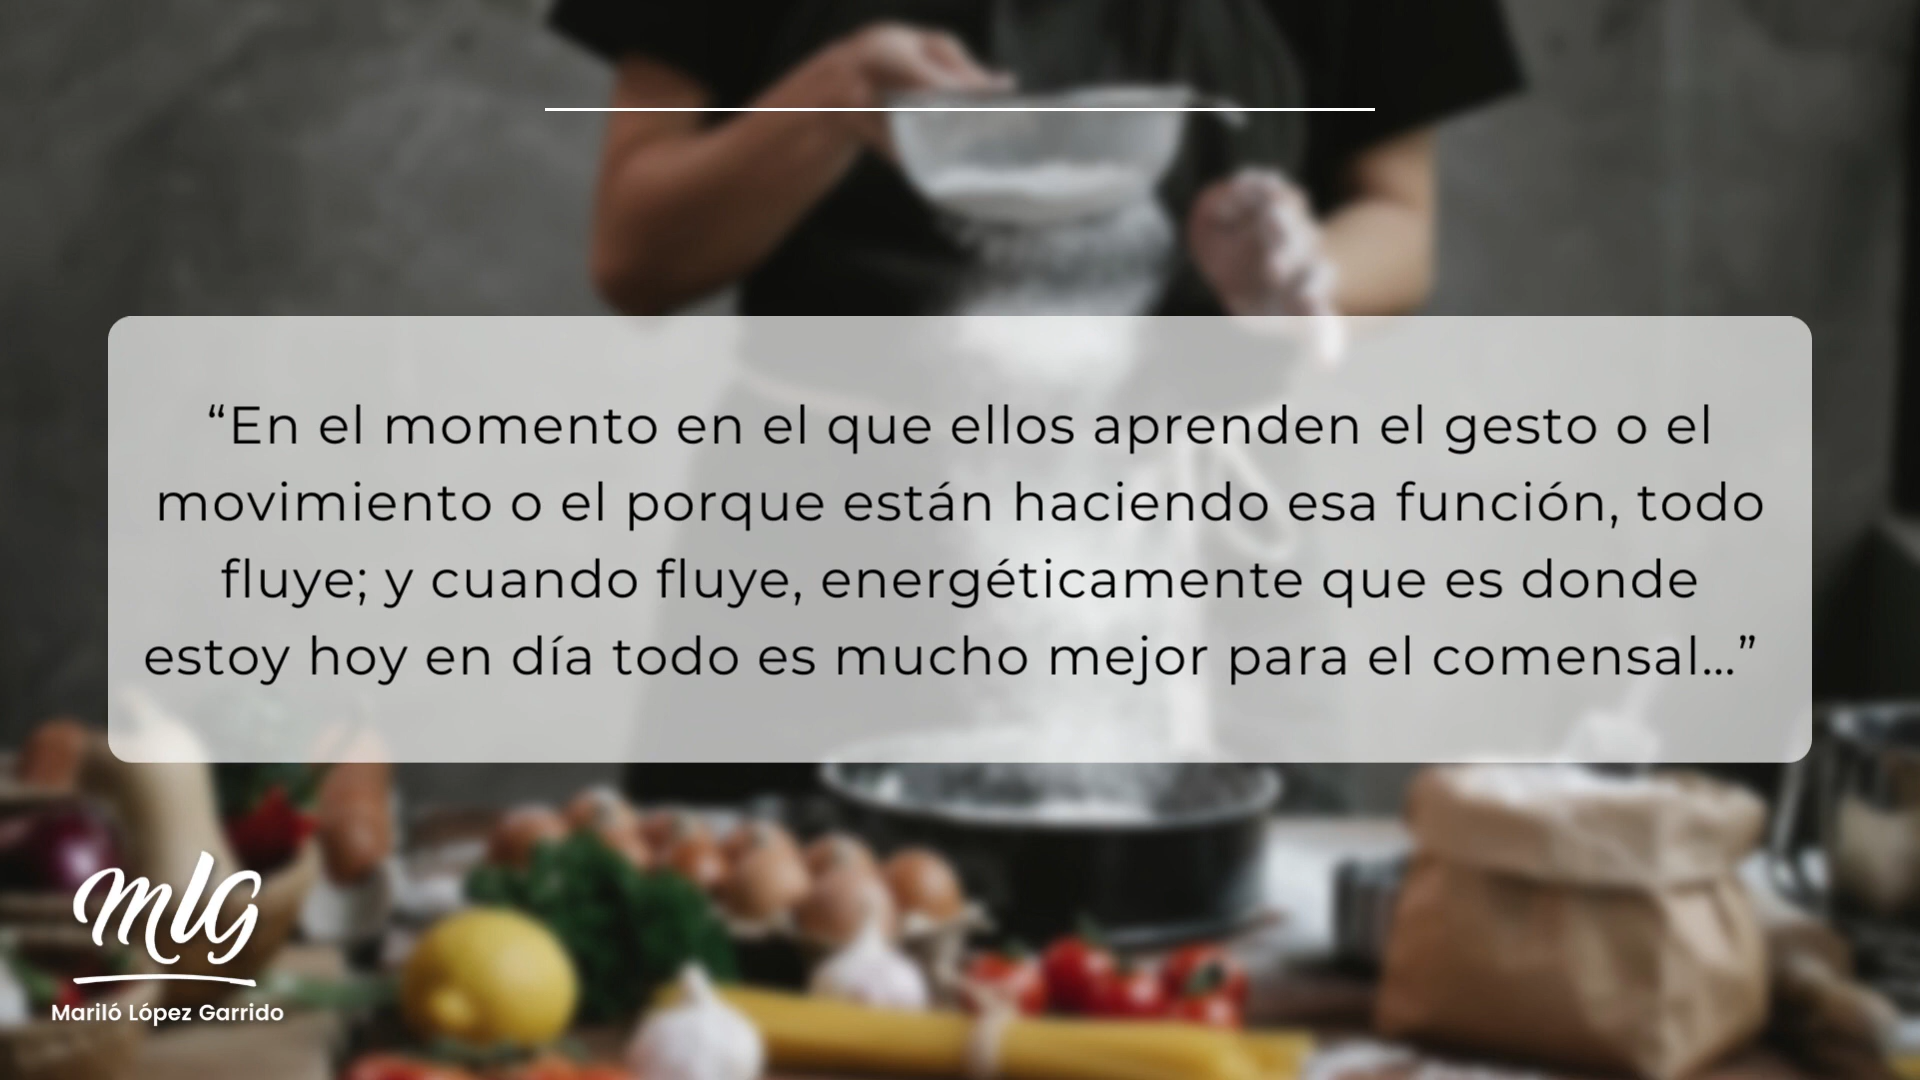 “En el momento en el que ellos aprenden el gesto o el
movimiento o el porque están haciendo esa función, todo
fluye; y cuando fluye, energéticamente que es donde
estoy hoy en día todo es mucho mejor para el comensal...”
MLG
Mariló López Garrido